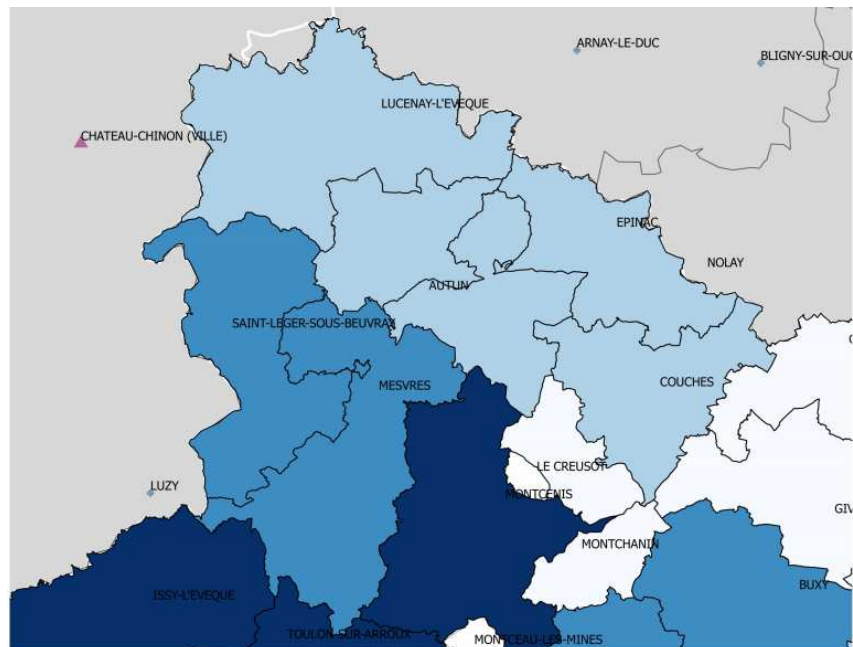 ARNAY-LE-DUC
BLIGNY-SUR-OUC
LUCENAY-L'EVEQUE
CHATEAU-CHINON (VILLE)
EPINAC
NOLAY
AUTUN
SAINT-LEGER-SOUS-BEUVRAY
MESVRES
COUCHES
LE CREUSOT
LUZY
MONTCENIS
GIV
MONTCHANIN
BUXY
ISSY-L'EVEQUE
TOULON-SUR-ARROUX
MONTCEAU-LES-MINES